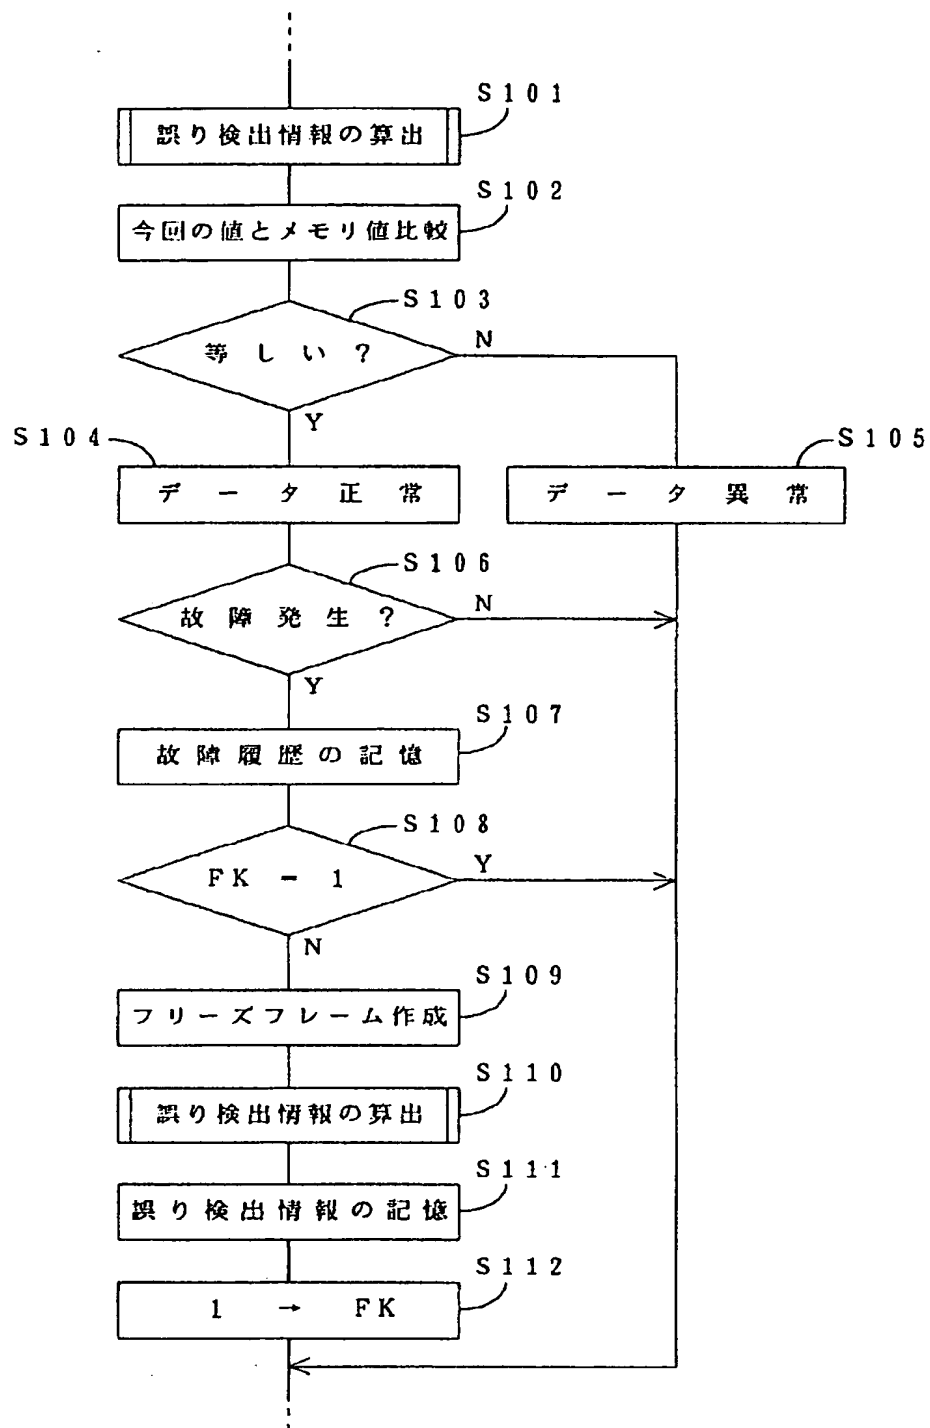 S101
誤り検出情報の算出
S102
今回の値とメモリ値比較
S103
等しい?
N
Y
S104
データ正常
S105
データ異常
S106
故障発生?
N
Y
S107
故障履歴の記憶
S108
FK = 1
Y
N
S109
フリーズフレーム作成
S110
誤り検出情報の算出
S111
誤り検出情報の記憶
S112
1 → FK